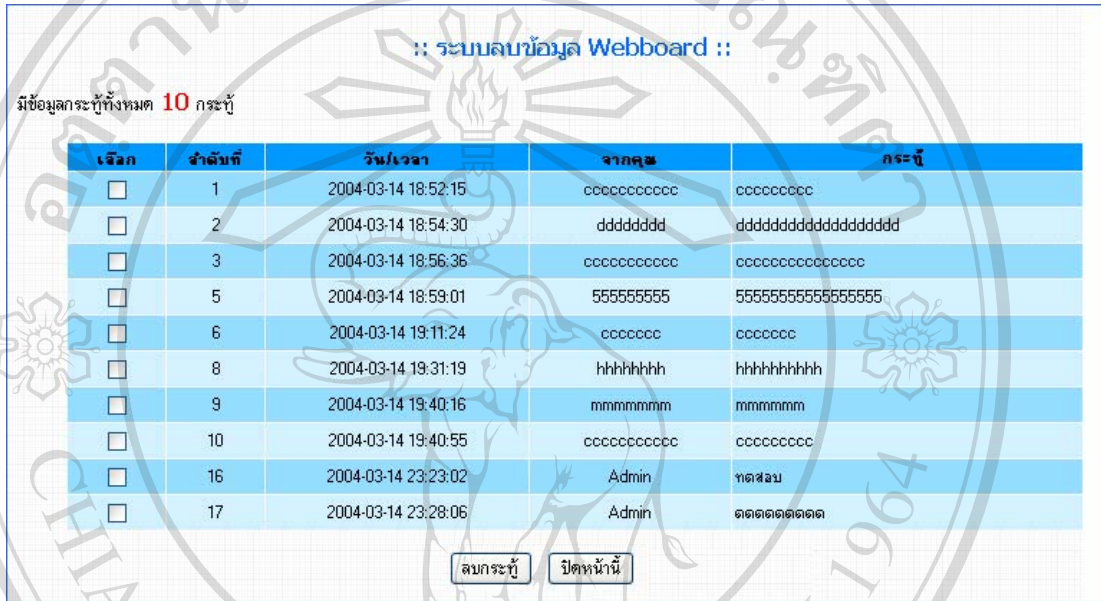 :: ระบบลบข้อมูล Webboard ::
มีข้อมูลกระทู้ทั้งหมด 10 กระทู้
เลือก ลำดับที่ วัน/เวลา จากคุณ กระทู้
1 2004-03-14 18:52:15 ccccccccccc ccccccccc
2 2004-03-14 18:54:30 dddddddd ddddddddddddddddddd
3 2004-03-14 18:56:36 ccccccccccc ccccccccccccccc
5 2004-03-14 18:59:01 555555555 55555555555555555
6 2004-03-14 19:11:24 ccccccc ccccccc
8 2004-03-14 19:31:19 hhhhhhhh hhhhhhhhhh
9 2004-03-14 19:40:16 mmmmmmm mmmmmm
10 2004-03-14 19:40:55 ccccccccccc ccccccccc
16 2004-03-14 23:23:02 Admin ทดสอบ
17 2004-03-14 23:28:06 Admin ดดดดดดดดด
ลบกระทู้ ปิดหน้านี้
1964